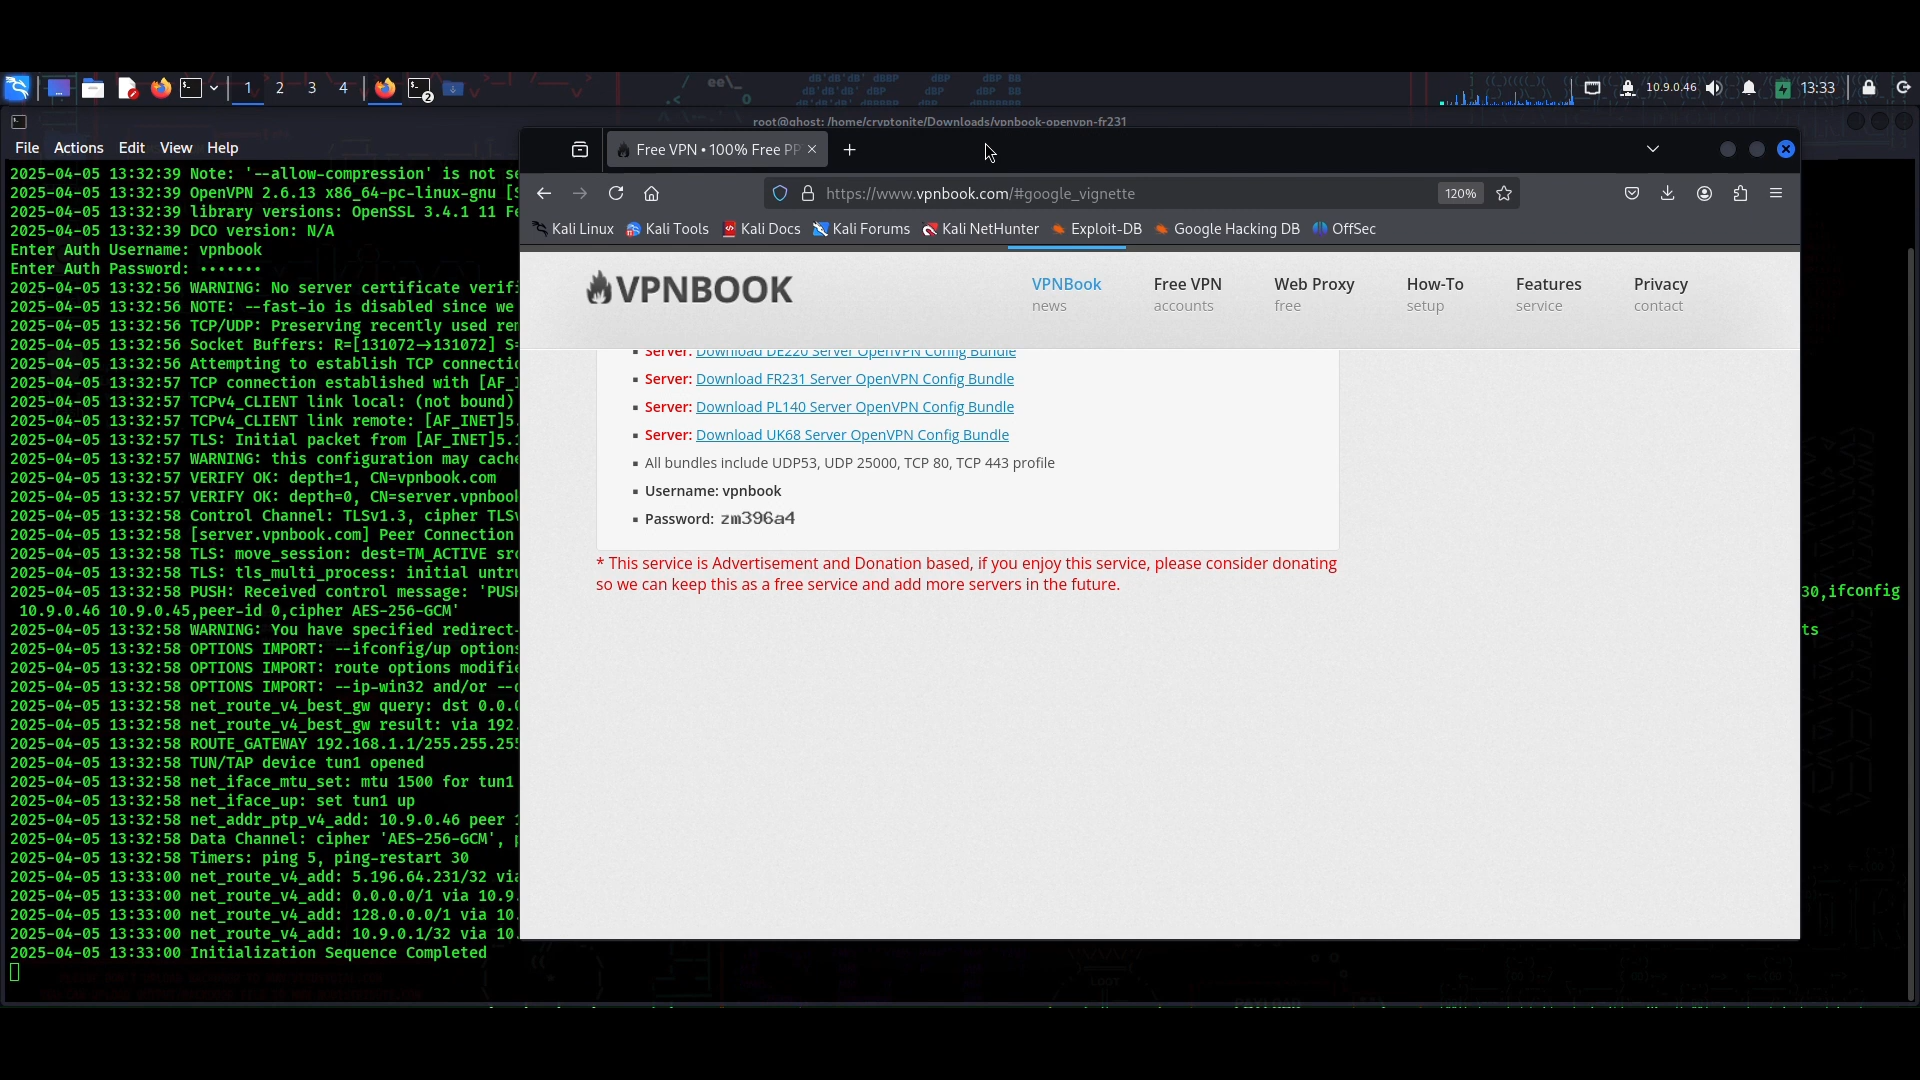 1
2
3
4
2
10.9.0.46
13:33
root@ghost: /home/cryptonite/Downloads/vpnbook-openvpn-fr231
File Actions Edit View Help
2025-04-05 13:32:39 Note: '--allow-compression' is not se
2025-04-05 13:32:39 OpenVPN 2.6.13 x86_64-pc-linux-gnu [S
2025-04-05 13:32:39 library versions: OpenSSL 3.4.1 11 Fe
2025-04-05 13:32:39 DCO version: N/A
Enter Auth Username: vpnbook
Enter Auth Password: •••••••
2025-04-05 13:32:56 WARNING: No server certificate verifi
2025-04-05 13:32:56 NOTE: --fast-io is disabled since we
2025-04-05 13:32:56 TCP/UDP: Preserving recently used rem
2025-04-05 13:32:56 Socket Buffers: R=[131072→131072] S=
2025-04-05 13:32:56 Attempting to establish TCP connectio
2025-04-05 13:32:57 TCP connection established with [AF_I
2025-04-05 13:32:57 TCPv4_CLIENT link local: (not bound)
2025-04-05 13:32:57 TCPv4_CLIENT link remote: [AF_INET]5.
2025-04-05 13:32:57 TLS: Initial packet from [AF_INET]5.1
2025-04-05 13:32:57 WARNING: this configuration may cache
2025-04-05 13:32:57 VERIFY OK: depth=1, CN=vpnbook.com
2025-04-05 13:32:57 VERIFY OK: depth=0, CN=server.vpnbook
2025-04-05 13:32:58 Control Channel: TLSv1.3, cipher TLSv
2025-04-05 13:32:58 [server.vpnbook.com] Peer Connection
2025-04-05 13:32:58 TLS: move_session: dest=TM_ACTIVE src
2025-04-05 13:32:58 TLS: tls_multi_process: initial untru
2025-04-05 13:32:58 PUSH: Received control message: 'PUSH
30,ifconfig
10.9.0.46 10.9.0.45,peer-id 0,cipher AES-256-GCM'
2025-04-05 13:32:58 WARNING: You have specified redirect-
ts
2025-04-05 13:32:58 OPTIONS IMPORT: --ifconfig/up options
2025-04-05 13:32:58 OPTIONS IMPORT: route options modifie
2025-04-05 13:32:58 OPTIONS IMPORT: --ip-win32 and/or --d
2025-04-05 13:32:58 net_route_v4_best_gw query: dst 0.0.0
2025-04-05 13:32:58 net_route_v4_best_gw result: via 192.
2025-04-05 13:32:58 ROUTE_GATEWAY 192.168.1.1/255.255.255
2025-04-05 13:32:58 TUN/TAP device tun1 opened
2025-04-05 13:32:58 net_iface_mtu_set: mtu 1500 for tun1
2025-04-05 13:32:58 net_iface_up: set tun1 up
2025-04-05 13:32:58 net_addr_ptp_v4_add: 10.9.0.46 peer 1
2025-04-05 13:32:58 Data Channel: cipher 'AES-256-GCM', p
2025-04-05 13:32:58 Timers: ping 5, ping-restart 30
2025-04-05 13:33:00 net_route_v4_add: 5.196.64.231/32 via
2025-04-05 13:33:00 net_route_v4_add: 0.0.0.0/1 via 10.9.
2025-04-05 13:33:00 net_route_v4_add: 128.0.0.0/1 via 10.
2025-04-05 13:33:00 net_route_v4_add: 10.9.0.1/32 via 10.
2025-04-05 13:33:00 Initialization Sequence Completed
Free VPN • 100% Free PP
https://www.vpnbook.com/#google_vignette
120%
Kali Linux Kali Tools Kali Docs Kali Forums Kali NetHunter Exploit-DB Google Hacking DB OffSec
VPNBOOK
VPNBook Free VPN Web Proxy How-To Features Privacy
news accounts free setup service contact
Server: Download DE220 Server OpenVPN Config Bundle
Server: Download FR231 Server OpenVPN Config Bundle
Server: Download PL140 Server OpenVPN Config Bundle
Server: Download UK68 Server OpenVPN Config Bundle
All bundles include UDP53, UDP 25000, TCP 80, TCP 443 profile
Username: vpnbook
Password: zm396a4
* This service is Advertisement and Donation based, if you enjoy this service, please consider donating
so we can keep this as a free service and add more servers in the future.